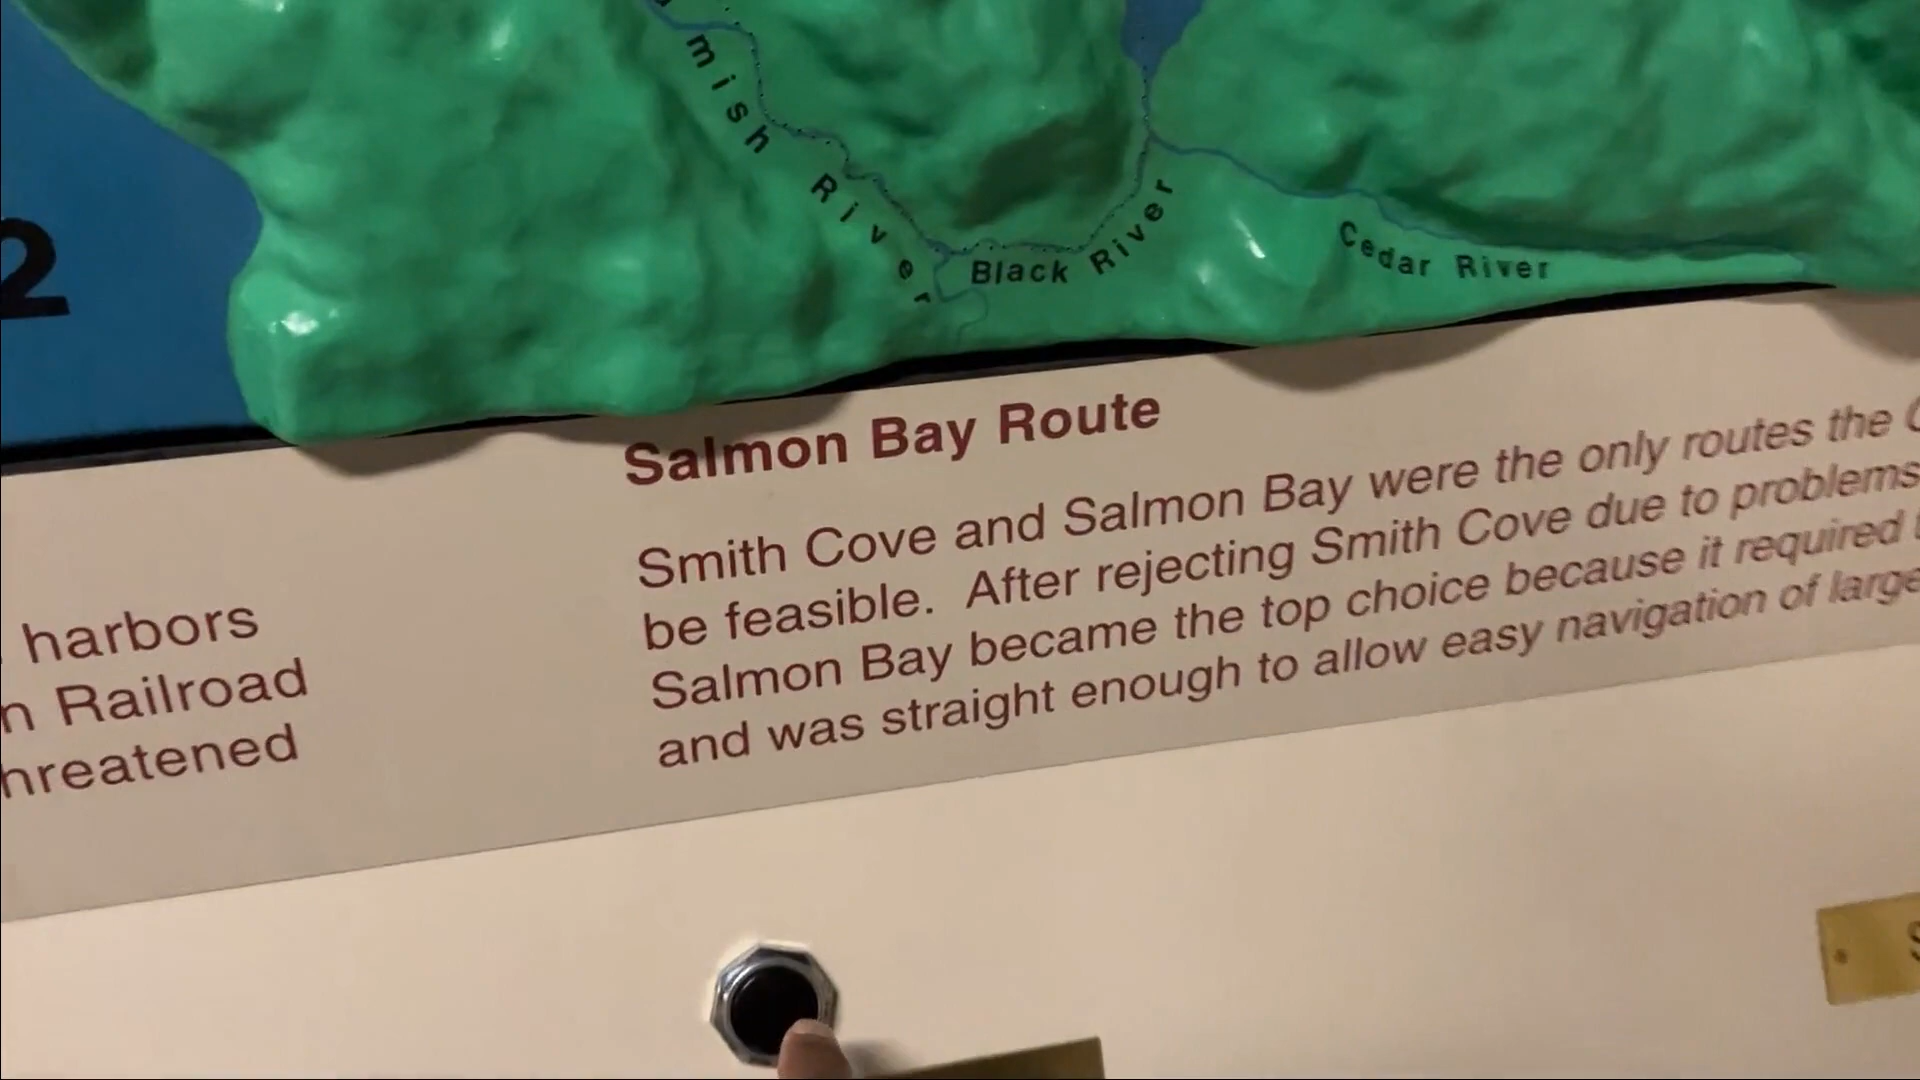 mish River
Black River
Cedar River
2
Salmon Bay Route
Smith Cove and Salmon Bay were the only routes the
be feasible. After rejecting Smith Cove due to problems
Salmon Bay became the top choice because it required
and was straight enough to allow easy navigation of large
harbors
n Railroad
hreatened
S